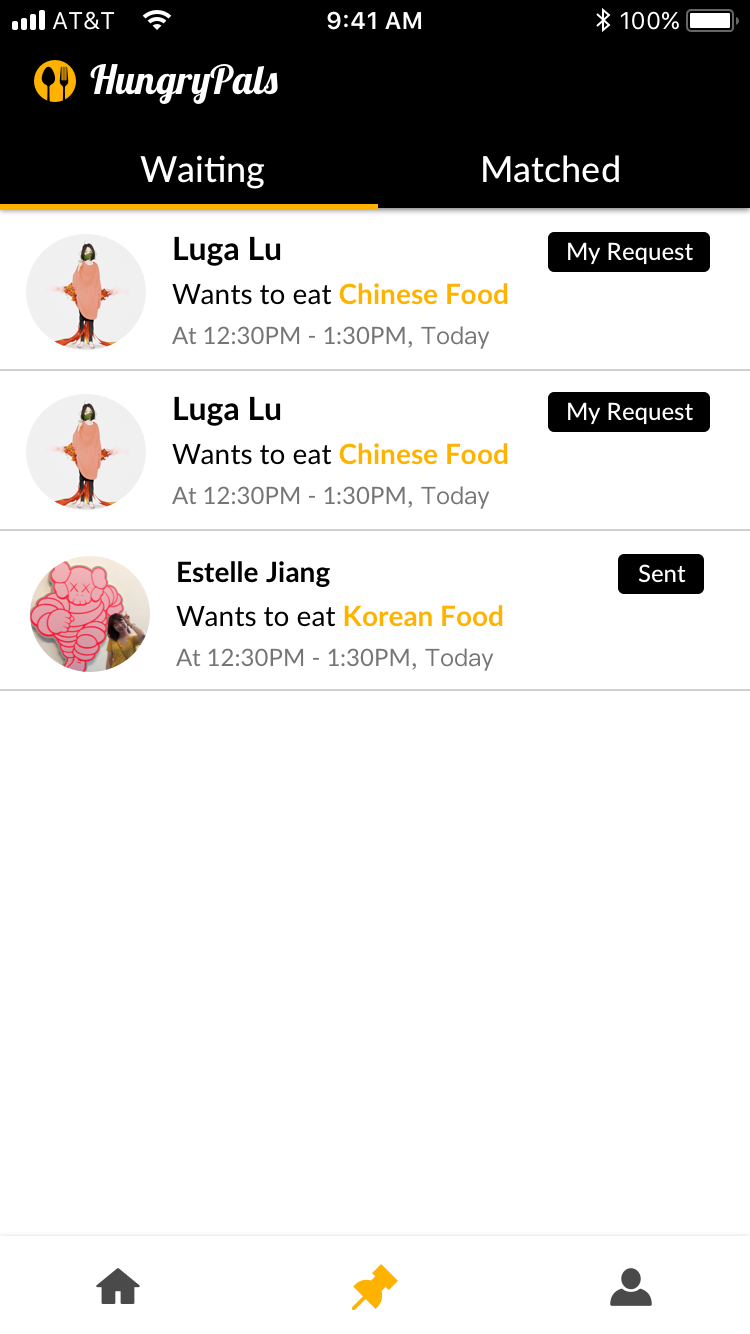 AT&T 9:41 AM 100%
HungryPals
Waiting Matched
Luga Lu My Request
Wants to eat Chinese Food
At 12:30PM - 1:30PM, Today
Luga Lu My Request
Wants to eat Chinese Food
At 12:30PM - 1:30PM, Today
Estelle Jiang Sent
Wants to eat Korean Food
At 12:30PM - 1:30PM, Today